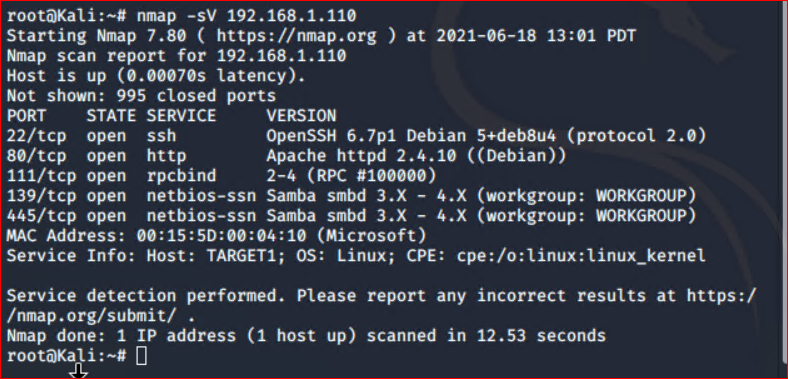 root@Kali:~# nmap -sV 192.168.1.110
Starting Nmap 7.80 ( https://nmap.org ) at 2021-06-18 13:01 PDT
Nmap scan report for 192.168.1.110
Host is up (0.00070s latency).
Not shown: 995 closed ports
PORT    STATE SERVICE     VERSION
22/tcp  open  ssh         OpenSSH 6.7p1 Debian 5+deb8u4 (protocol 2.0)
80/tcp  open  http        Apache httpd 2.4.10 ((Debian))
111/tcp open  rpcbind     2-4 (RPC #100000)
139/tcp open  netbios-ssn Samba smbd 3.X - 4.X (workgroup: WORKGROUP)
445/tcp open  netbios-ssn Samba smbd 3.X - 4.X (workgroup: WORKGROUP)
MAC Address: 00:15:5D:00:04:10 (Microsoft)
Service Info: Host: TARGET1; OS: Linux; CPE: cpe:/o:linux:linux_kernel

Service detection performed. Please report any incorrect results at https:/
/nmap.org/submit/ .
Nmap done: 1 IP address (1 host up) scanned in 12.53 seconds
root@Kali:~#